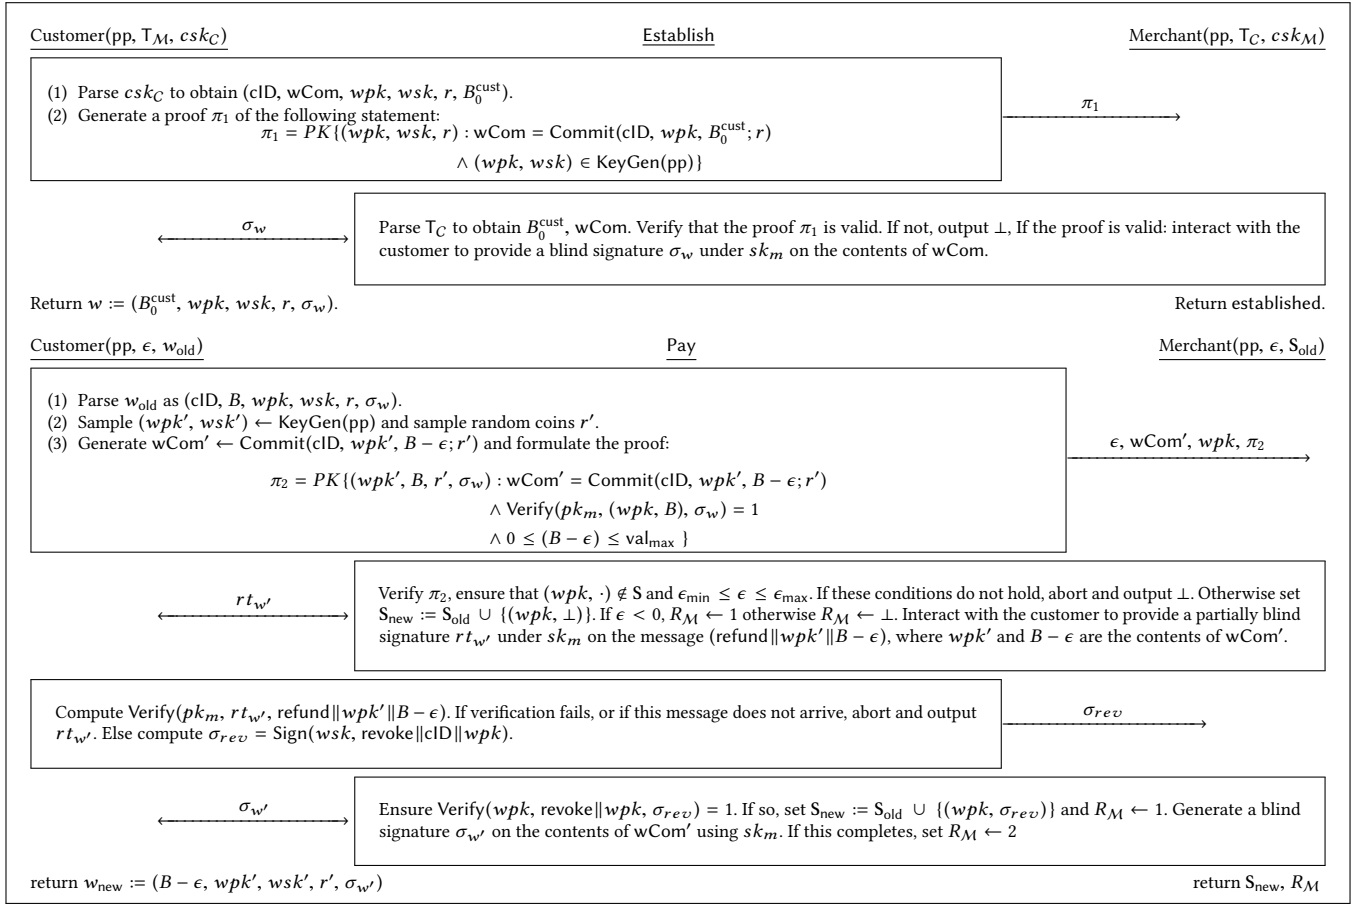 Customer(pp, T_M, csk_C) Establish Merchant(pp, T_C, csk_M)
(1) Parse csk_C to obtain (cID, wCom, wpk, wsk, r, B_0^cust).
(2) Generate a proof π_1 of the following statement:
π_1 = PK{(wpk, wsk, r) : wCom = Commit(cID, wpk, B_0^cust; r)
∧ (wpk, wsk) ∈ KeyGen(pp)}
π_1
σ_w
Parse T_C to obtain B_0^cust, wCom. Verify that the proof π_1 is valid. If not, output ⊥, If the proof is valid: interact with the
customer to provide a blind signature σ_w under sk_m on the contents of wCom.
Return w := (B_0^cust, wpk, wsk, r, σ_w). Return established.
Customer(pp, ϵ, w_old) Pay Merchant(pp, ϵ, S_old)
(1) Parse w_old as (cID, B, wpk, wsk, r, σ_w).
(2) Sample (wpk′, wsk′) ← KeyGen(pp) and sample random coins r′.
(3) Generate wCom′ ← Commit(cID, wpk′, B − ϵ; r′) and formulate the proof:
π_2 = PK{(wpk′, B, r′, σ_w) : wCom′ = Commit(cID, wpk′, B − ϵ; r′)
∧ Verify(pk_m, (wpk, B), σ_w) = 1
∧ 0 ≤ (B − ϵ) ≤ val_max }
ϵ, wCom′, wpk, π_2
rt_w′
Verify π_2, ensure that (wpk, ·) ∉ S and ϵ_min ≤ ϵ ≤ ϵ_max. If these conditions do not hold, abort and output ⊥. Otherwise set
S_new := S_old ∪ {(wpk, ⊥)}. If ϵ < 0, R_M ← 1 otherwise R_M ← ⊥. Interact with the customer to provide a partially blind
signature rt_w′ under sk_m on the message (refund||wpk′||B − ϵ), where wpk′ and B − ϵ are the contents of wCom′.
Compute Verify(pk_m, rt_w′, refund||wpk′||B − ϵ). If verification fails, or if this message does not arrive, abort and output
rt_w′. Else compute σ_rev = Sign(wsk, revoke||cID||wpk).
σ_rev
σ_w′
Ensure Verify(wpk, revoke||wpk, σ_rev) = 1. If so, set S_new := S_old ∪ {(wpk, σ_rev)} and R_M ← 1. Generate a blind
signature σ_w′ on the contents of wCom′ using sk_m. If this completes, set R_M ← 2
return w_new := (B − ϵ, wpk′, wsk′, r′, σ_w′) return S_new, R_M